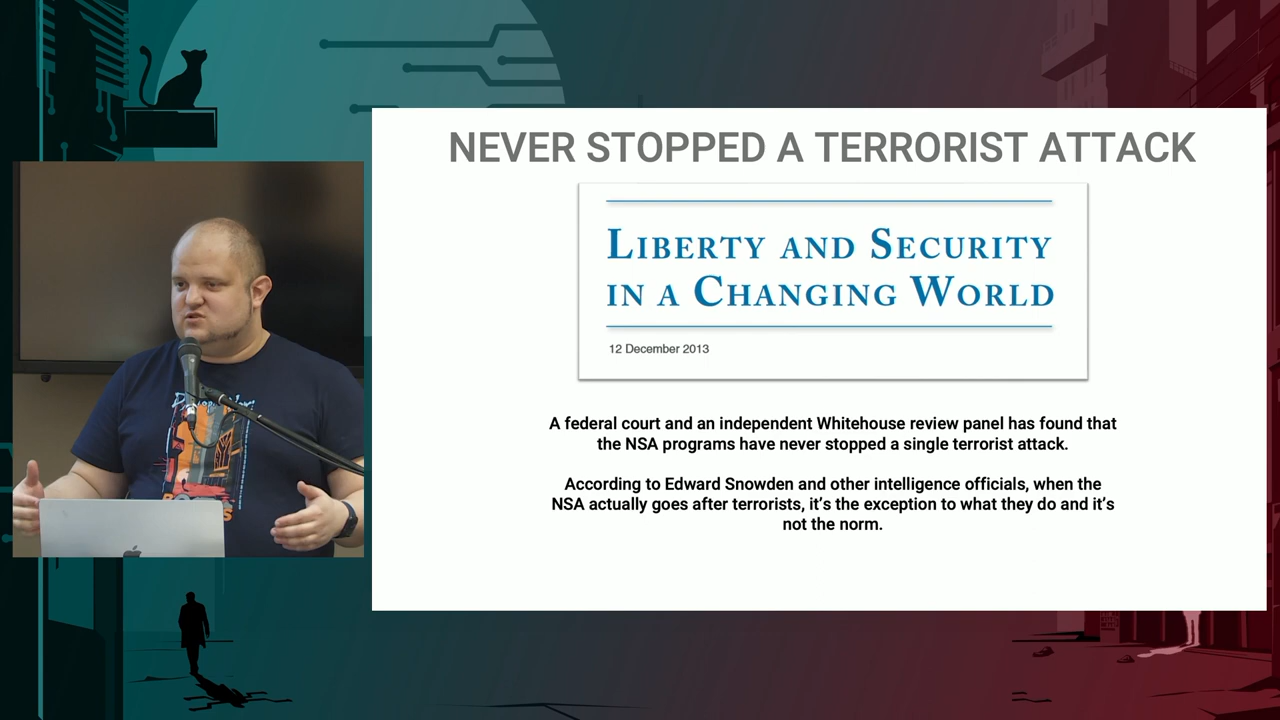 NEVER STOPPED A TERRORIST ATTACK
LIBERTY AND SECURITY
IN A CHANGING WORLD
12 December 2013
A federal court and an independent Whitehouse review panel has found that
the NSA programs have never stopped a single terrorist attack.
According to Edward Snowden and other intelligence officials, when the
NSA actually goes after terrorists, it’s the exception to what they do and it’s
not the norm.